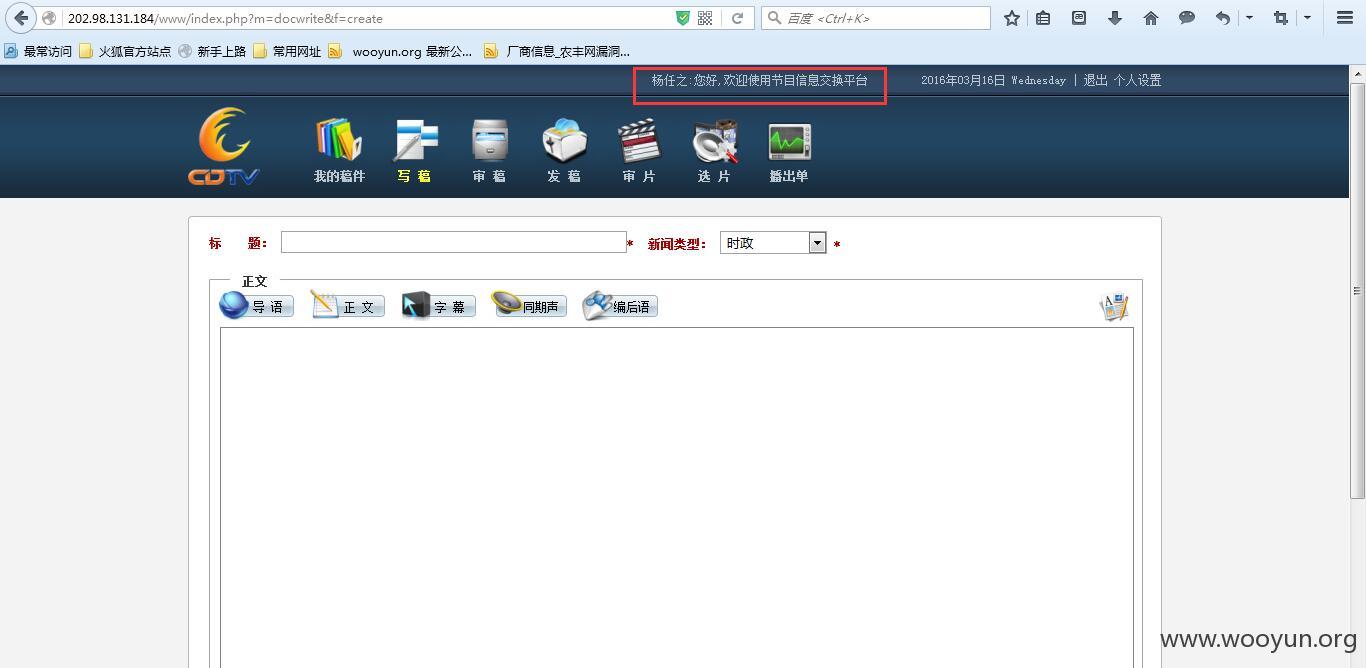 202.98.131.184/www/index.php?m=docwrite&f=create
百度 <Ctrl+K>
最常访问 火狐官方站点 新手上路 常用网址 wooyun.org 最新公... 厂商信息_农丰网漏洞...
杨任之:您好,欢迎使用节目信息交换平台 2016年03月16日 Wednesday | 退出 个人设置
CDTV
我的稿件 写 稿 审 稿 发 稿 审 片 选 片 播出单
标 题: * 新闻类型: 时政 *
正文
导 语 正 文 字 幕 同期声 编后语
www.wooyun.org